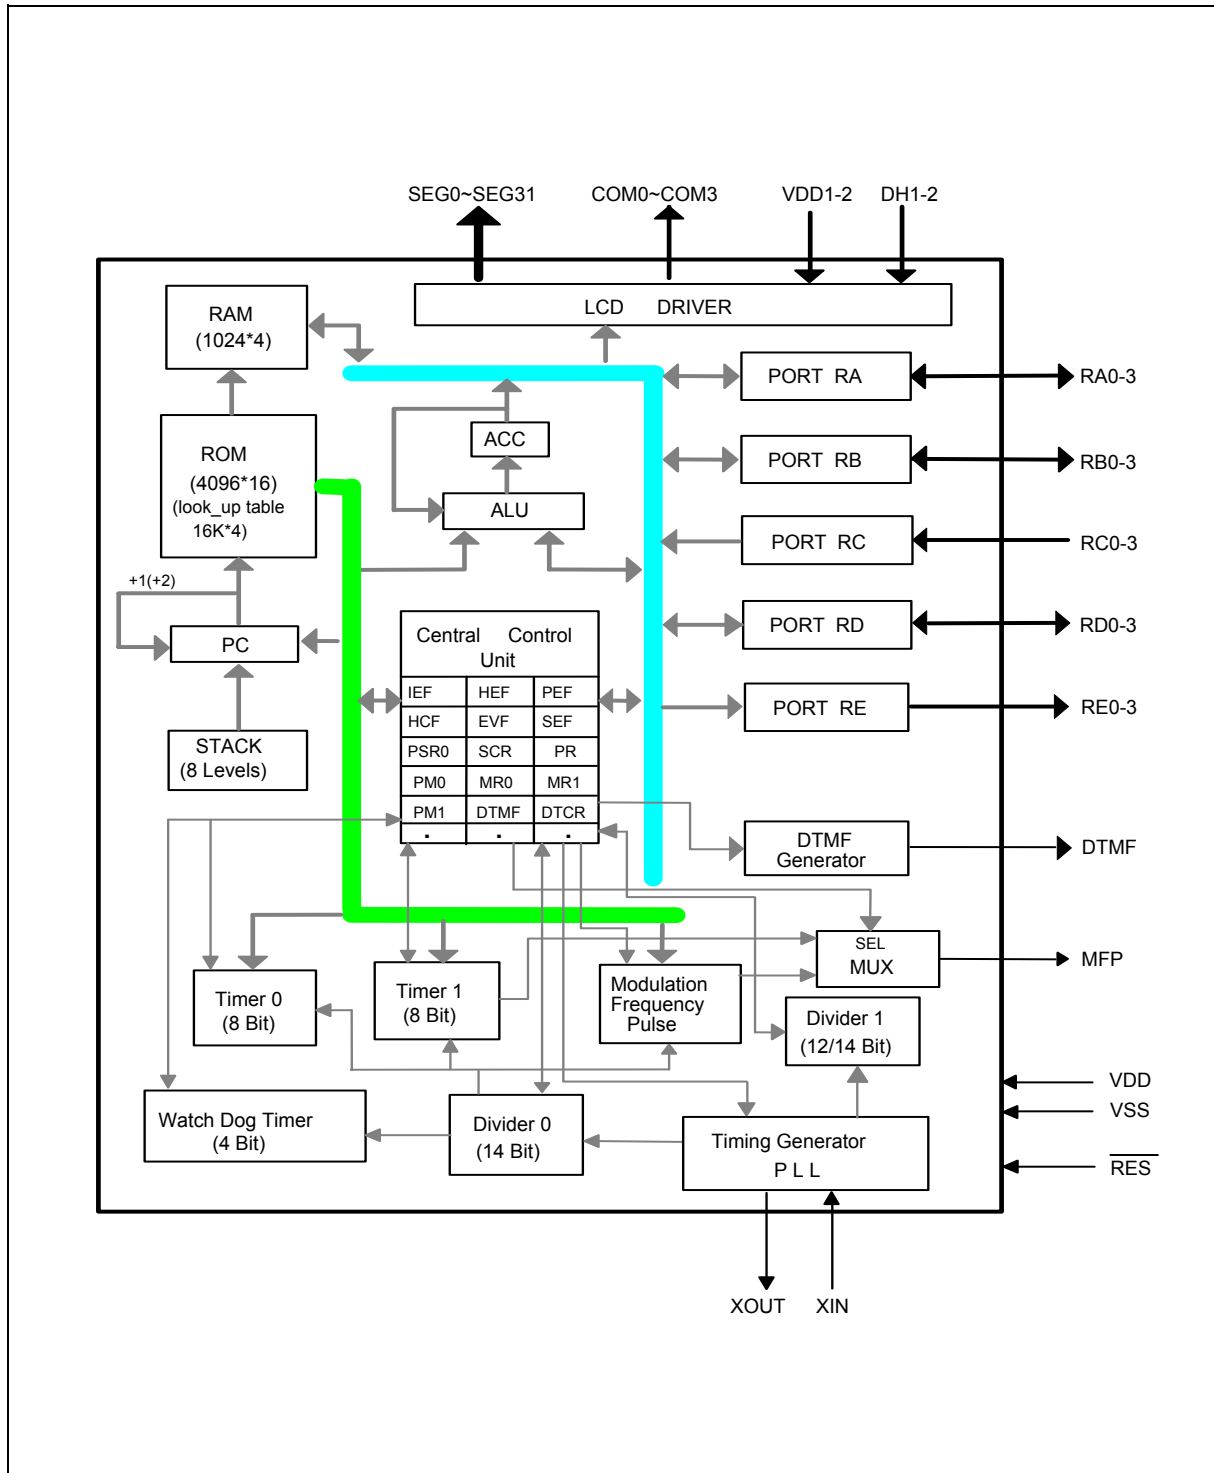 SEG0~SEG31 COM0~COM3 VDD1-2 DH1-2
LCD DRIVER
RAM
(1024*4)
ROM
(4096*16)
(look_up table
16K*4)
+1(+2)
PC
STACK
(8 Levels)
ACC
ALU
PORT RA
RA0-3
PORT RB
RB0-3
PORT RC
RC0-3
PORT RD
RD0-3
PORT RE
RE0-3
Central Control
Unit
IEF HEF PEF
HCF EVF SEF
PSR0 SCR PR
PM0 MR0 MR1
PM1 DTMF DTCR
. . .
DTMF
Generator
DTMF
SEL
MUX
MFP
Timer 0
(8 Bit)
Timer 1
(8 Bit)
Modulation
Frequency
Pulse
Divider 1
(12/14 Bit)
VDD
VSS
RES
Watch Dog Timer
(4 Bit)
Divider 0
(14 Bit)
Timing Generator
P L L
XOUT XIN